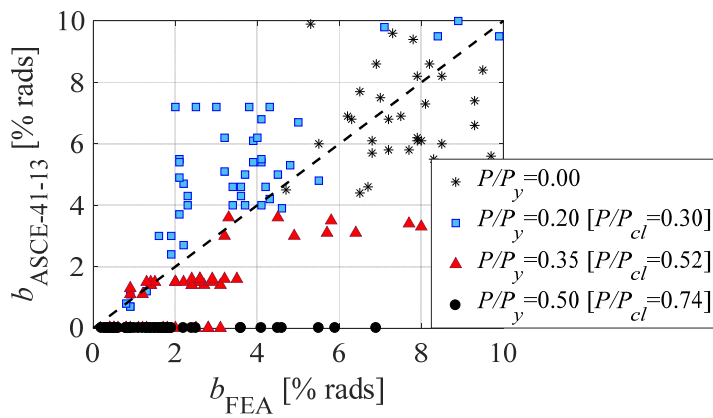 10
8
6
4
2
0
b_ASCE-41-13 [% rads]
0 2 4 6 8 10
b_FEA [% rads]
P/P_y=0.00
P/P_y=0.20 [P/P_cl=0.30]
P/P_y=0.35 [P/P_cl=0.52]
P/P_y=0.50 [P/P_cl=0.74]